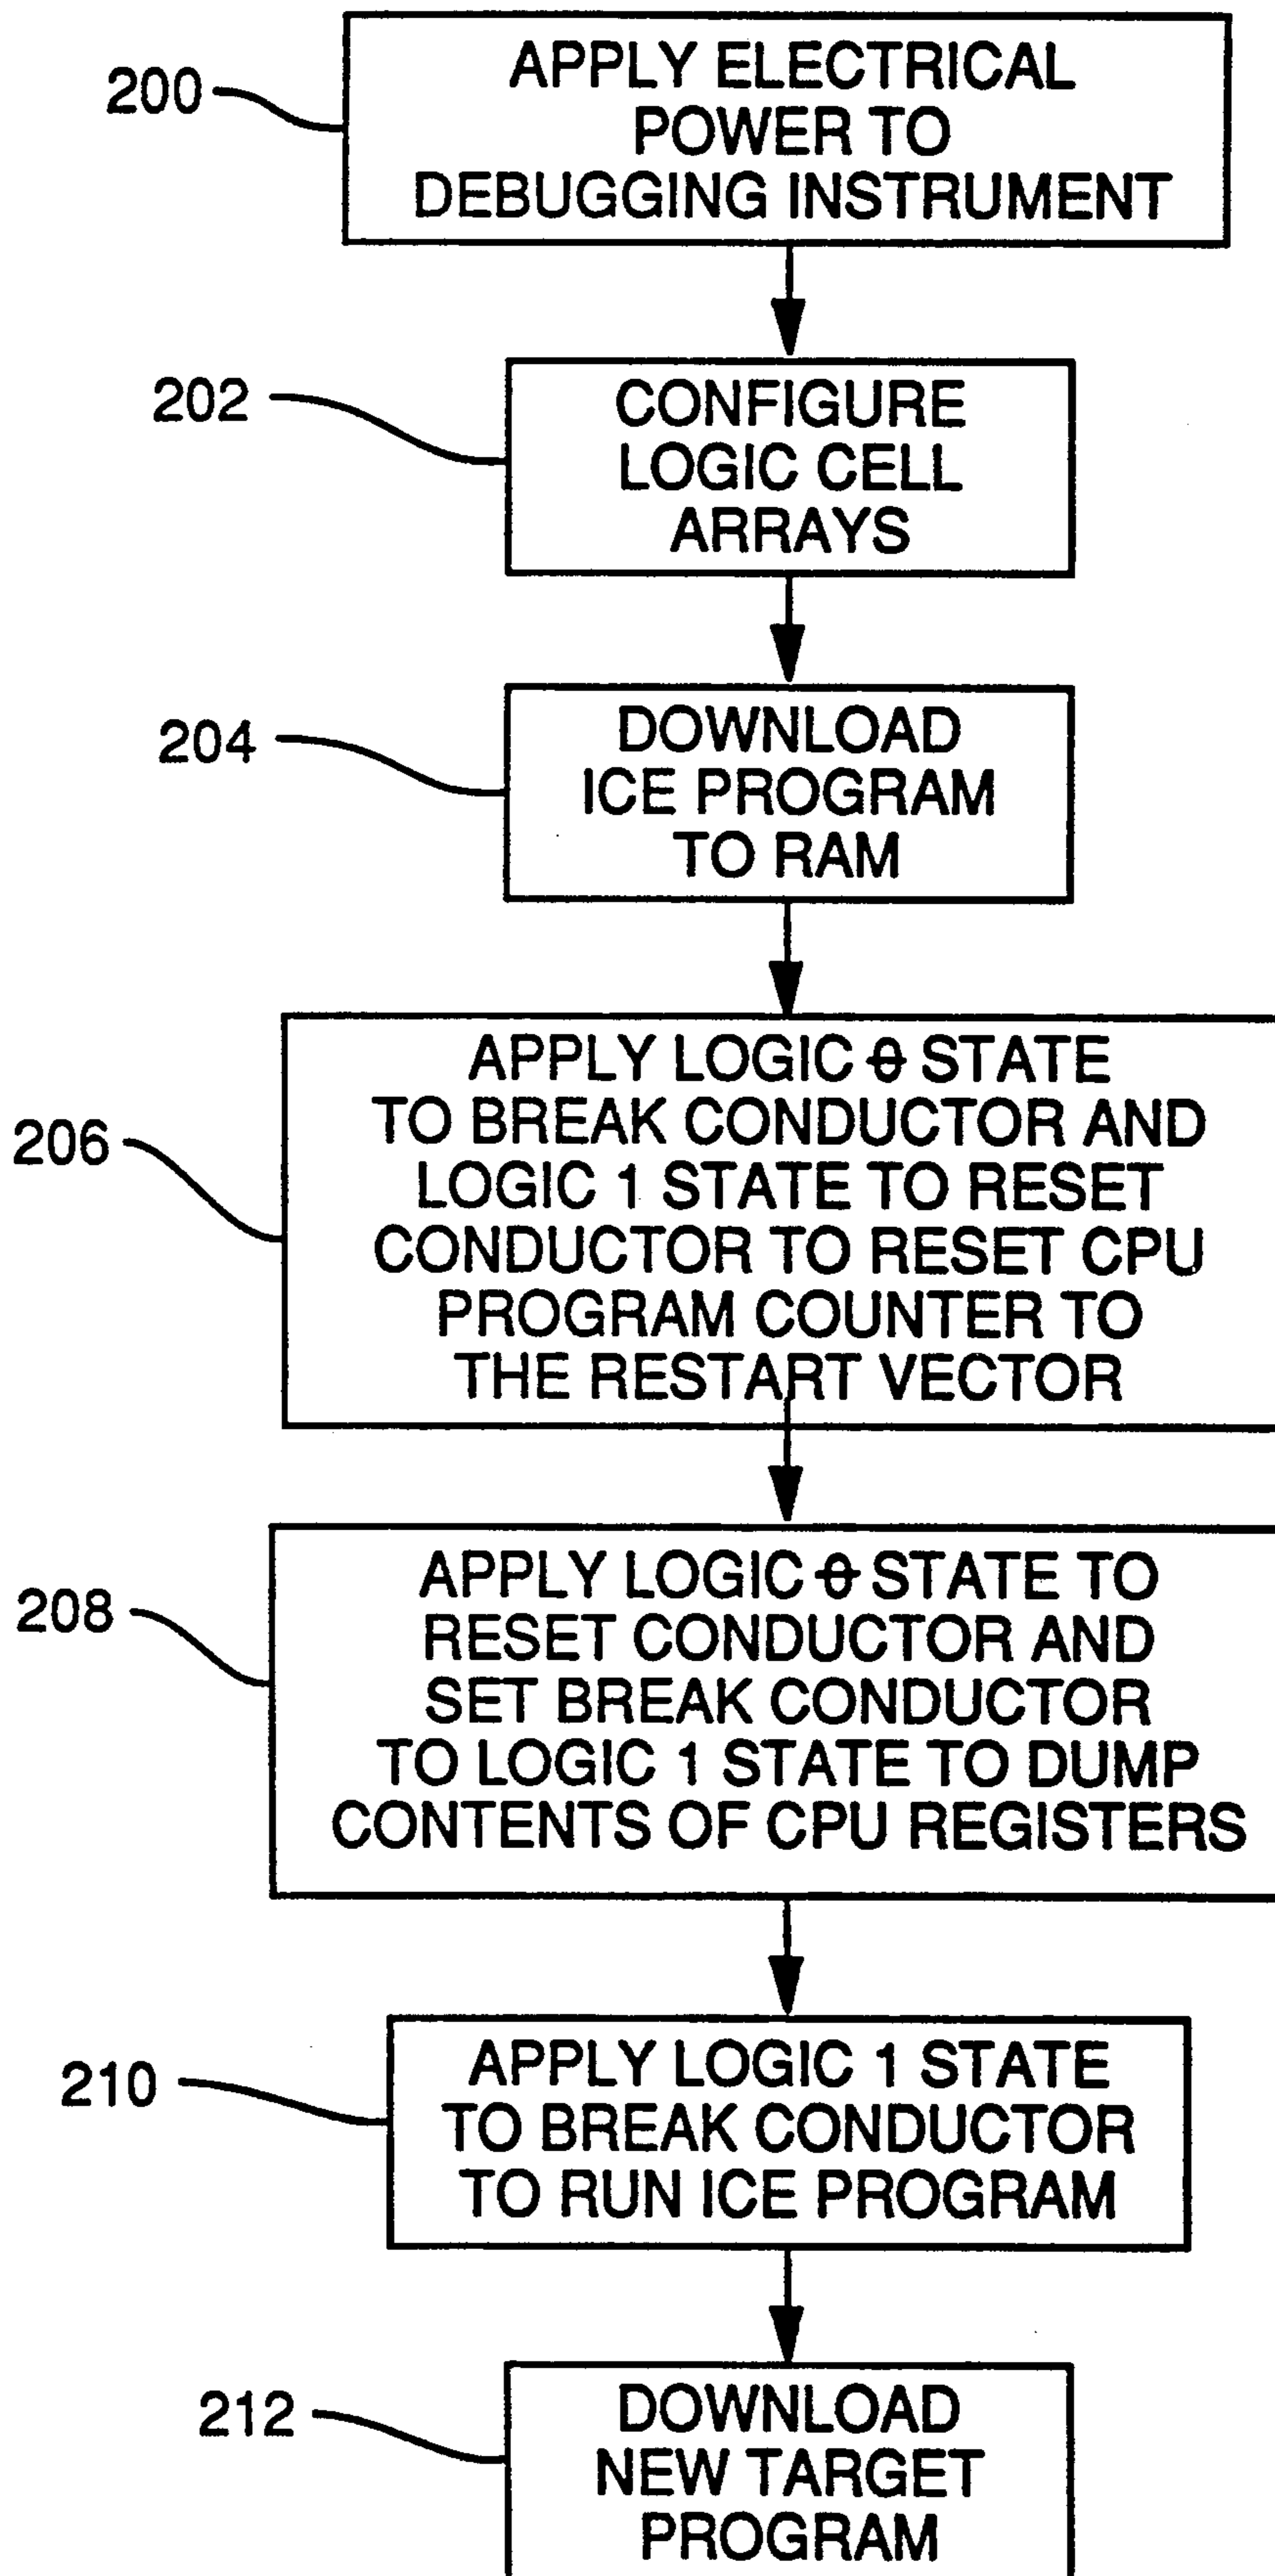 200
APPLY ELECTRICAL
POWER TO
DEBUGGING INSTRUMENT
202
CONFIGURE
LOGIC CELL
ARRAYS
204
DOWNLOAD
ICE PROGRAM
TO RAM
206
APPLY LOGIC 0 STATE
TO BREAK CONDUCTOR AND
LOGIC 1 STATE TO RESET
CONDUCTOR TO RESET CPU
PROGRAM COUNTER TO
THE RESTART VECTOR
208
APPLY LOGIC 0 STATE TO
RESET CONDUCTOR AND
SET BREAK CONDUCTOR
TO LOGIC 1 STATE TO DUMP
CONTENTS OF CPU REGISTERS
210
APPLY LOGIC 1 STATE
TO BREAK CONDUCTOR
TO RUN ICE PROGRAM
212
DOWNLOAD
NEW TARGET
PROGRAM